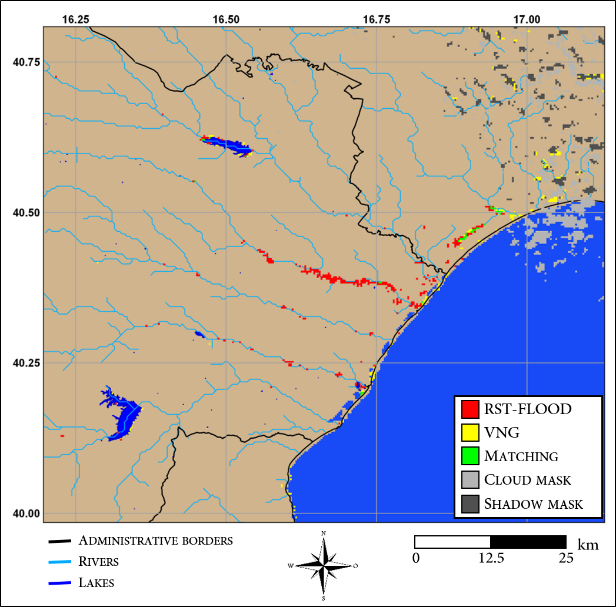 16.25 16.50 16.75 17.00
40.75
40.50
40.25
40.00
RST-FLOOD
VNG
MATCHING
CLOUD MASK
SHADOW MASK
ADMINISTRATIVE BORDERS
RIVERS
LAKES
N
W O
S
0 12.5 25 km